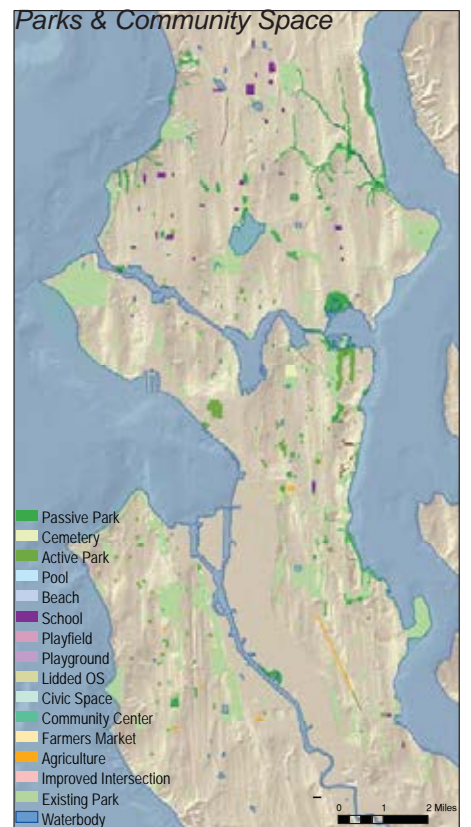 Parks & Community Space
Passive Park
Cemetery
Active Park
Pool
Beach
School
Playfield
Playground
Lidded OS
Civic Space
Community Center
Farmers Market
Agriculture
Improved Intersection
Existing Park
Waterbody
0 1 2 Miles